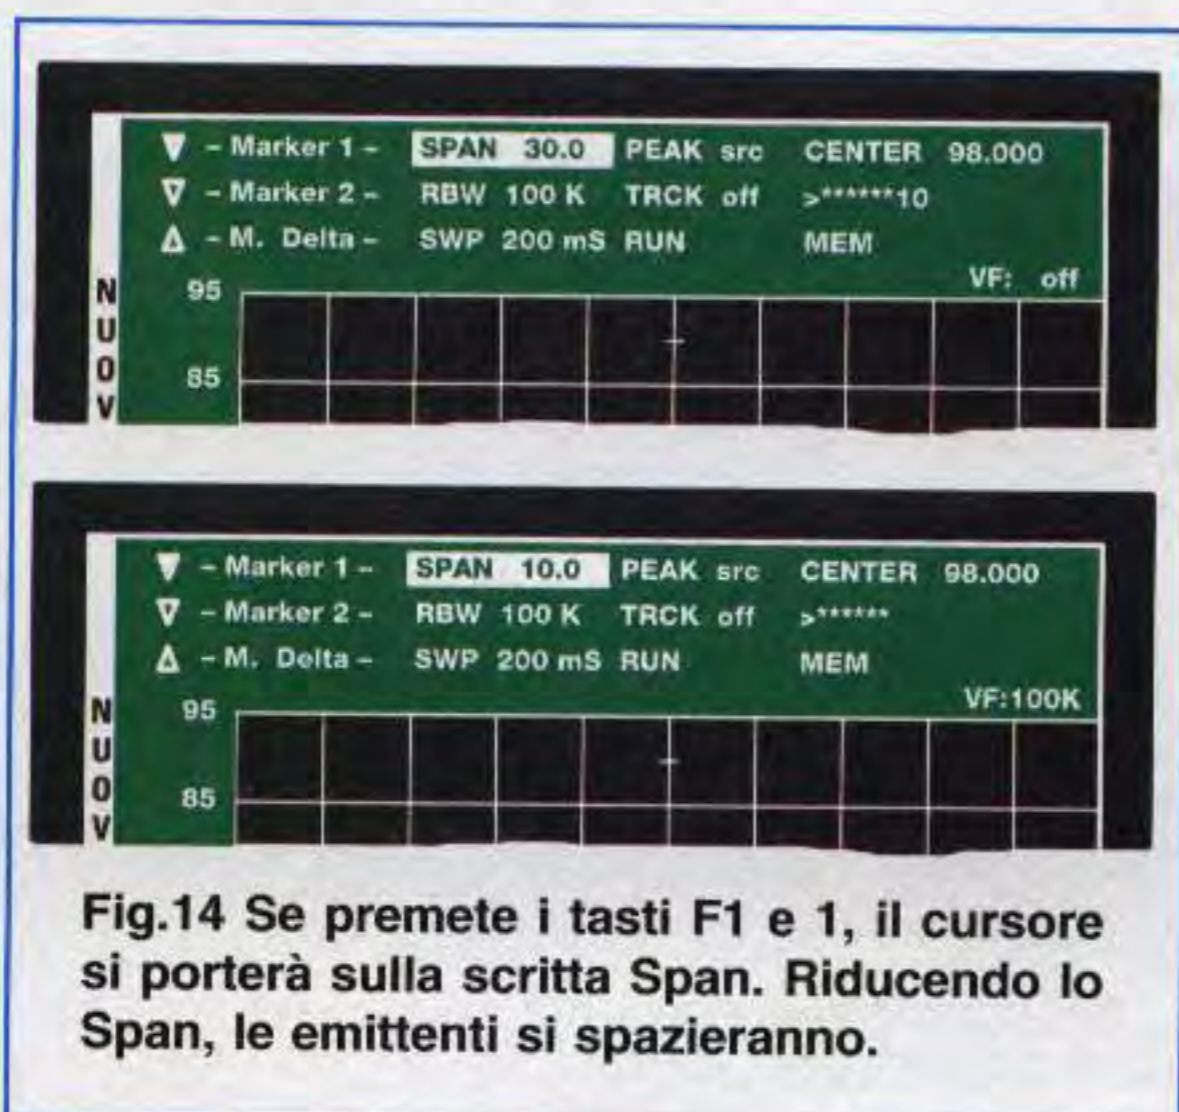 ▼ - Marker 1 - SPAN 30.0 PEAK src CENTER 98.000
▽ - Marker 2 - RBW 100 K TRCK off >******10
△ - M. Delta - SWP 200 mS RUN MEM
VF: off
95
85
NUOV
▼ - Marker 1 - SPAN 10.0 PEAK src CENTER 98.000
▽ - Marker 2 - RBW 100 K TRCK off >******
△ - M. Delta - SWP 200 mS RUN MEM
VF:100K
95
85
NUOV
Fig.14 Se premete i tasti F1 e 1, il cursore
si porterà sulla scritta Span. Riducendo lo
Span, le emittenti si spazieranno.